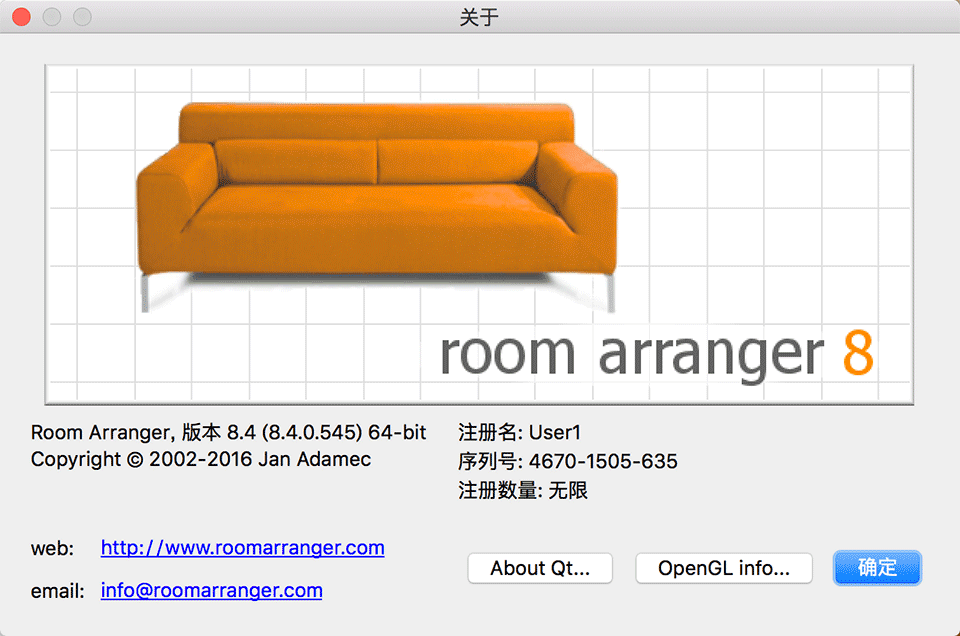 关于
room arranger 8
Room Arranger, 版本 8.4 (8.4.0.545) 64-bit
Copyright © 2002-2016 Jan Adamec
注册名: User1
序列号: 4670-1505-635
注册数量: 无限
web: http://www.roomarranger.com
email: info@roomarranger.com
About Qt...
OpenGL info...
确定